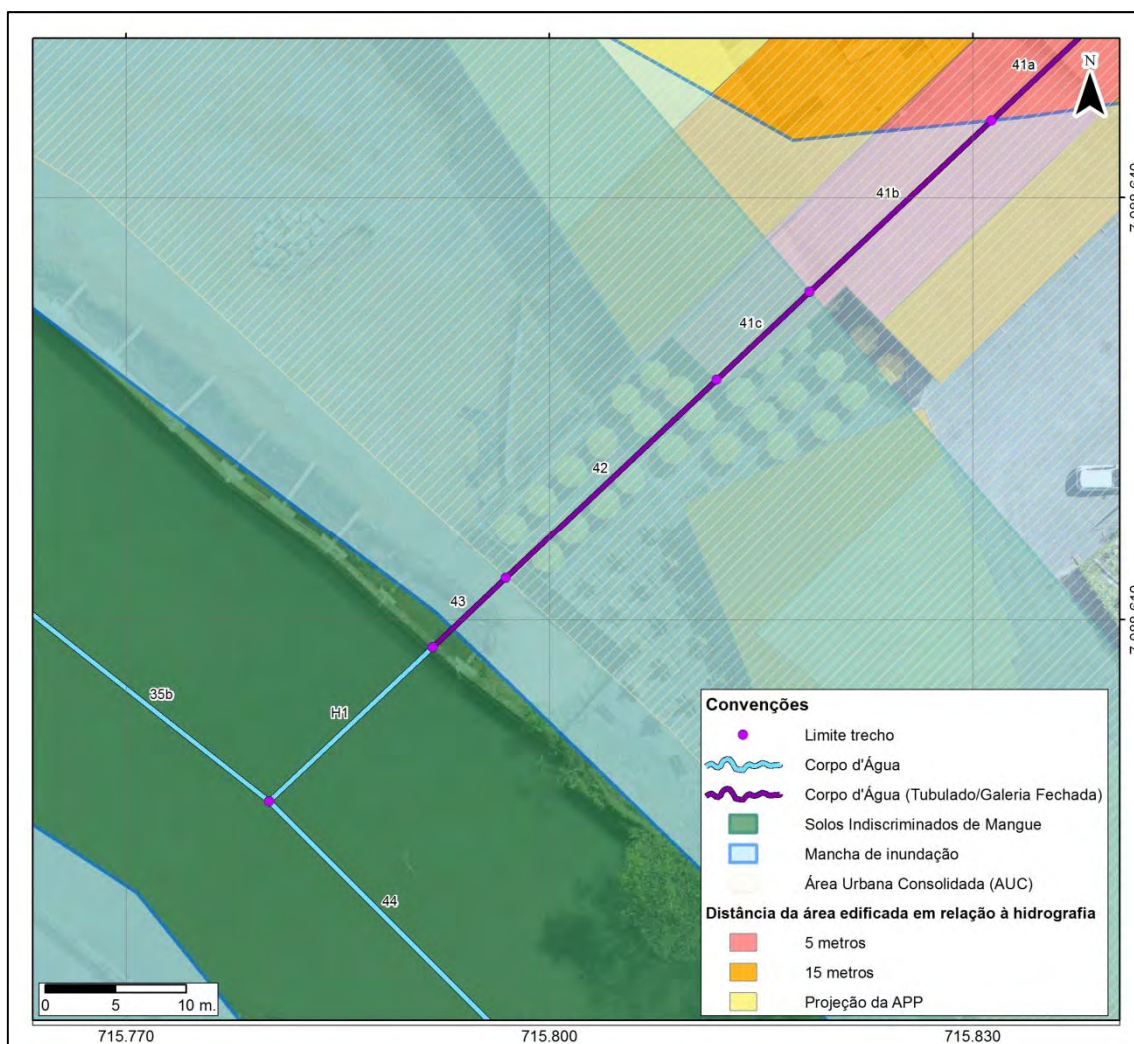 41a
N
41b
41c
42
43
35b
H1
44
Convenções
Limite trecho
Corpo d'Água
Corpo d'Água (Tubulado/Galeria Fechada)
Solos Indiscriminados de Mangue
Mancha de inundação
Área Urbana Consolidada (AUC)
Distância da área edificada em relação à hidrografia
5 metros
15 metros
Projeção da APP
0 5 10 m.
715.770 715.800 715.830